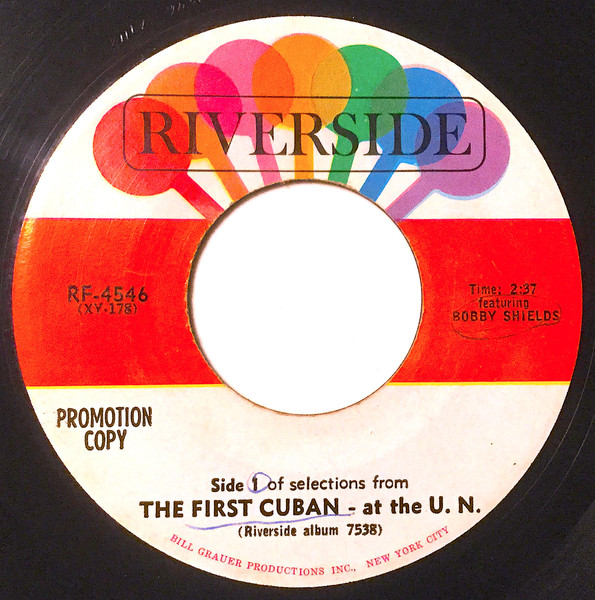 RIVERSIDE
RF-4546
(XY-178)
Time: 2:37
featuring
BOBBY SHIELDS
PROMOTION
COPY
Side 1 of selections from
THE FIRST CUBAN - at the U. N.
(Riverside album 7538)
BILL GRAUER PRODUCTIONS INC., NEW YORK CITY